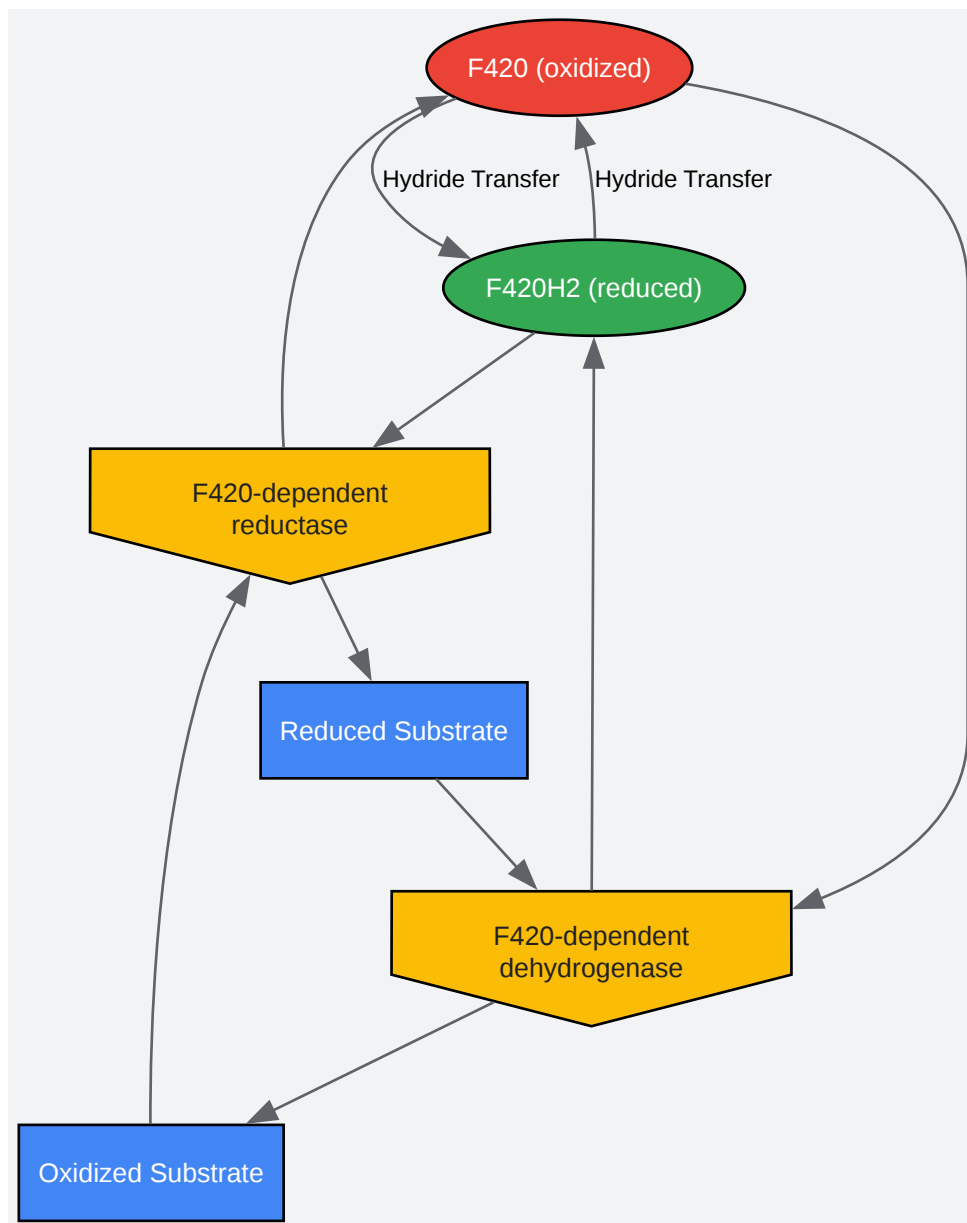 F420 (oxidized)
Hydride Transfer
Hydride Transfer
F420H2 (reduced)
F420-dependent
reductase
Reduced Substrate
F420-dependent
dehydrogenase
Oxidized Substrate